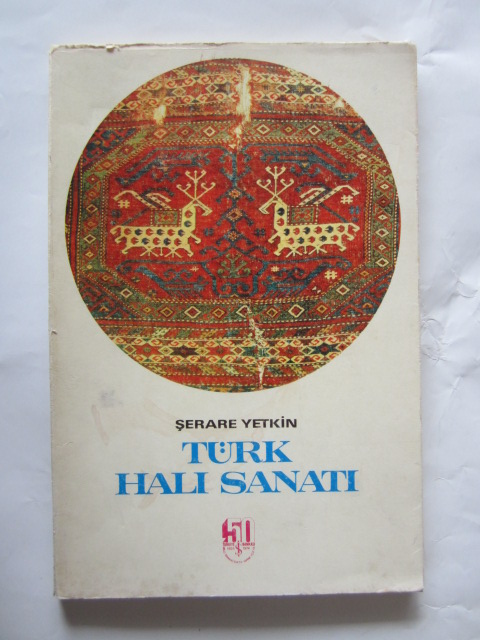 ŞERARE YETKİN
TÜRK
HALI SANATI
50